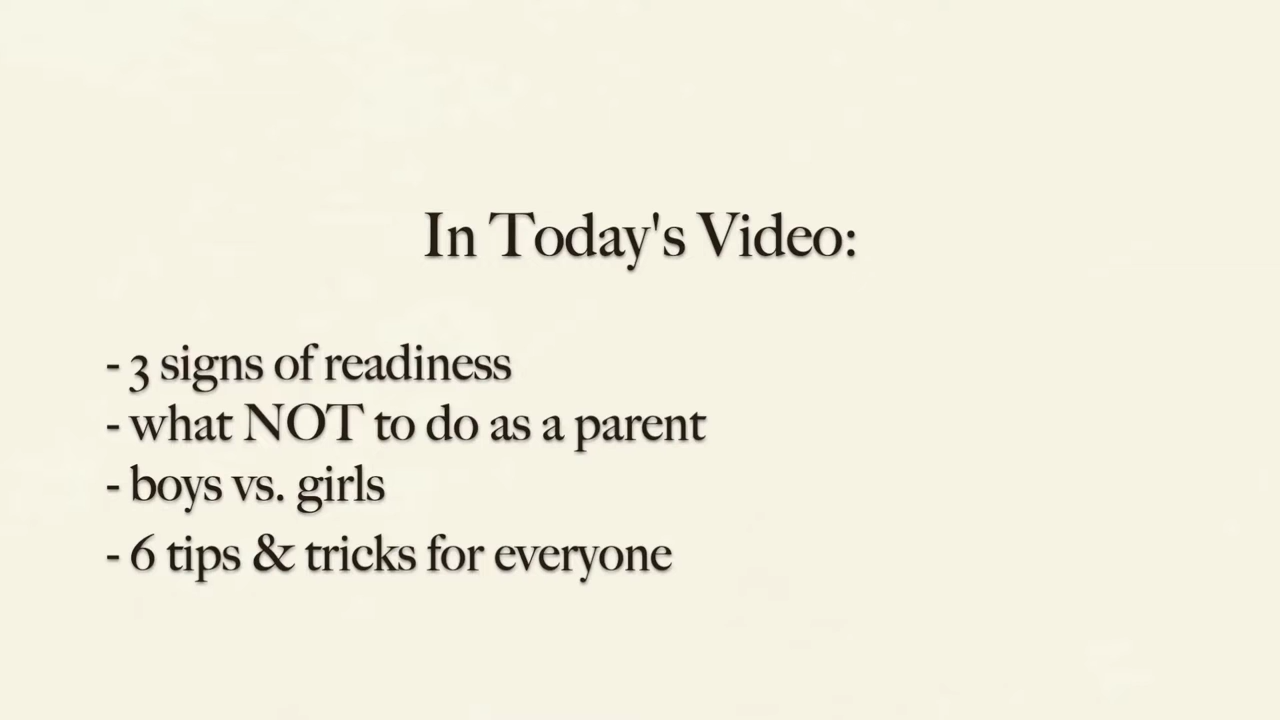 In Today's Video:
- 3 signs of readiness
- what NOT to do as a parent
- boys vs. girls
- 6 tips & tricks for everyone